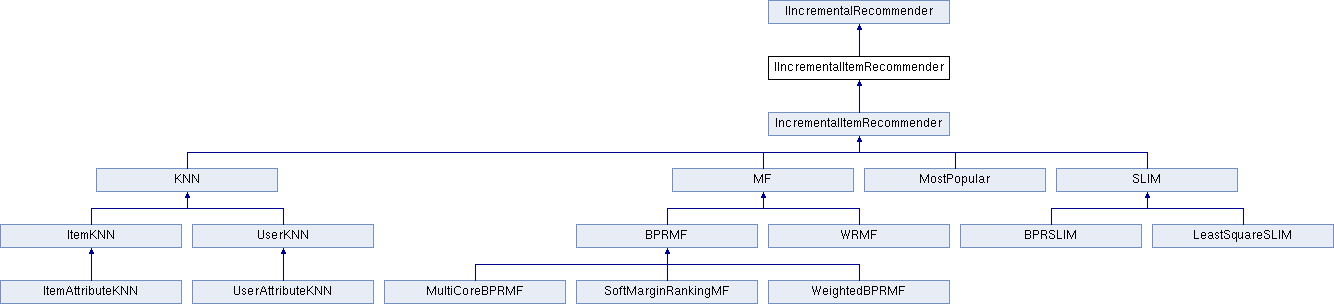 IIncrementalRecommender
IIncrementalItemRecommender
IncrementalItemRecommender
KNN
MF
MostPopular
SLIM
ItemKNN
UserKNN
BPRMF
WRMF
BPRSLIM
LeastSquareSLIM
ItemAttributeKNN
UserAttributeKNN
MultiCoreBPRMF
SoftMarginRankingMF
WeightedBPRMF